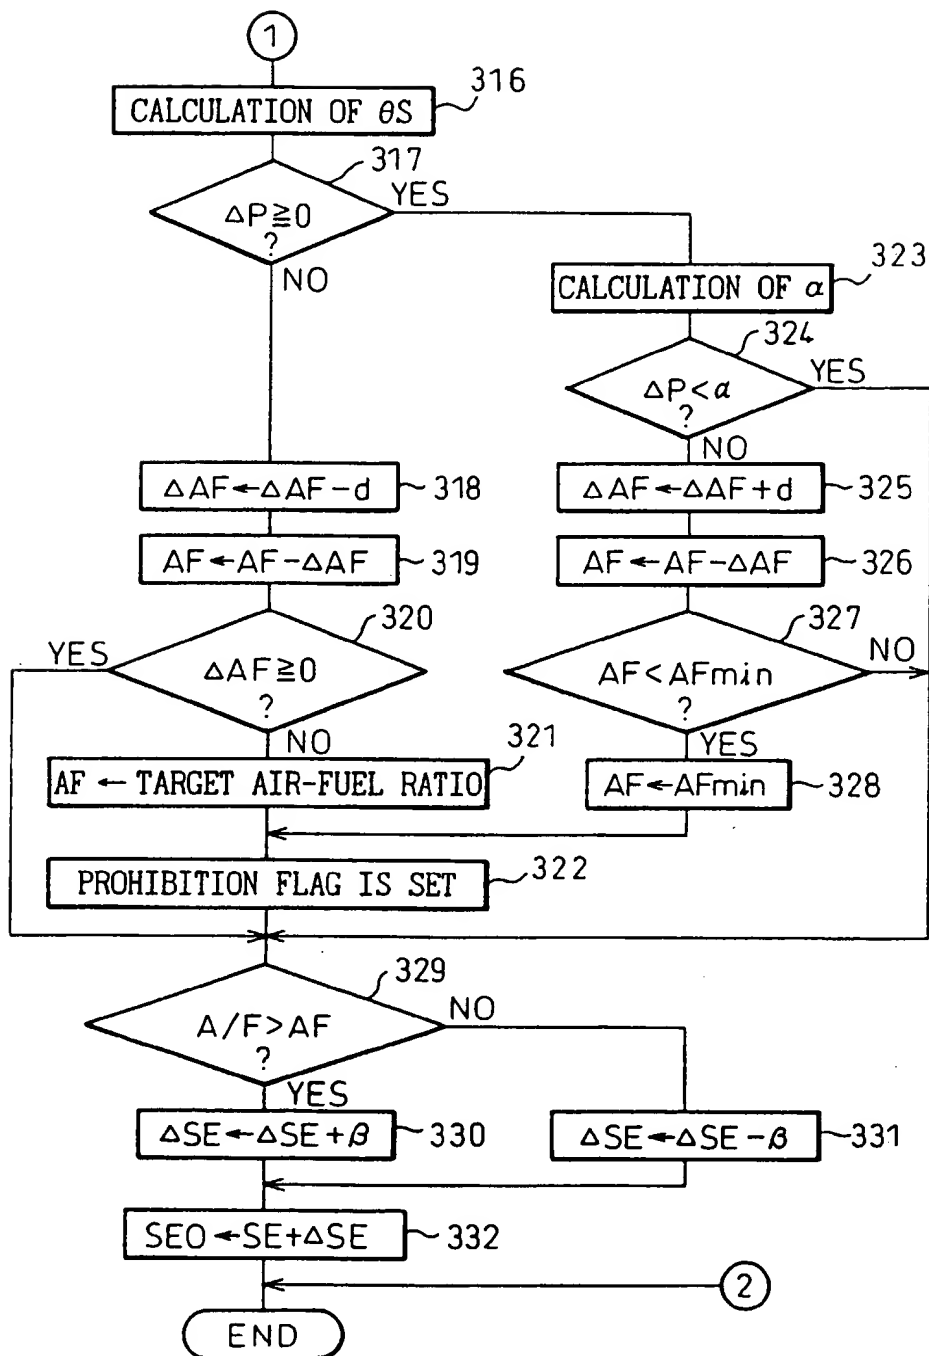 1
CALCULATION OF θS
316
317
ΔP≧0
?
YES
NO
323
CALCULATION OF α
324
ΔP<α
?
YES
NO
ΔAF←ΔAF-d
318
ΔAF←ΔAF+d
325
AF←AF-ΔAF
319
AF←AF-ΔAF
326
320
YES
ΔAF≧0
?
NO
327
AF<AFmin
?
NO
YES
321
AF ← TARGET AIR-FUEL RATIO
AF←AFmin
328
PROHIBITION FLAG IS SET
322
329
A/F>AF
?
NO
YES
ΔSE←ΔSE+β
330
ΔSE←ΔSE-β
331
SEO←SE+ΔSE
332
2
END